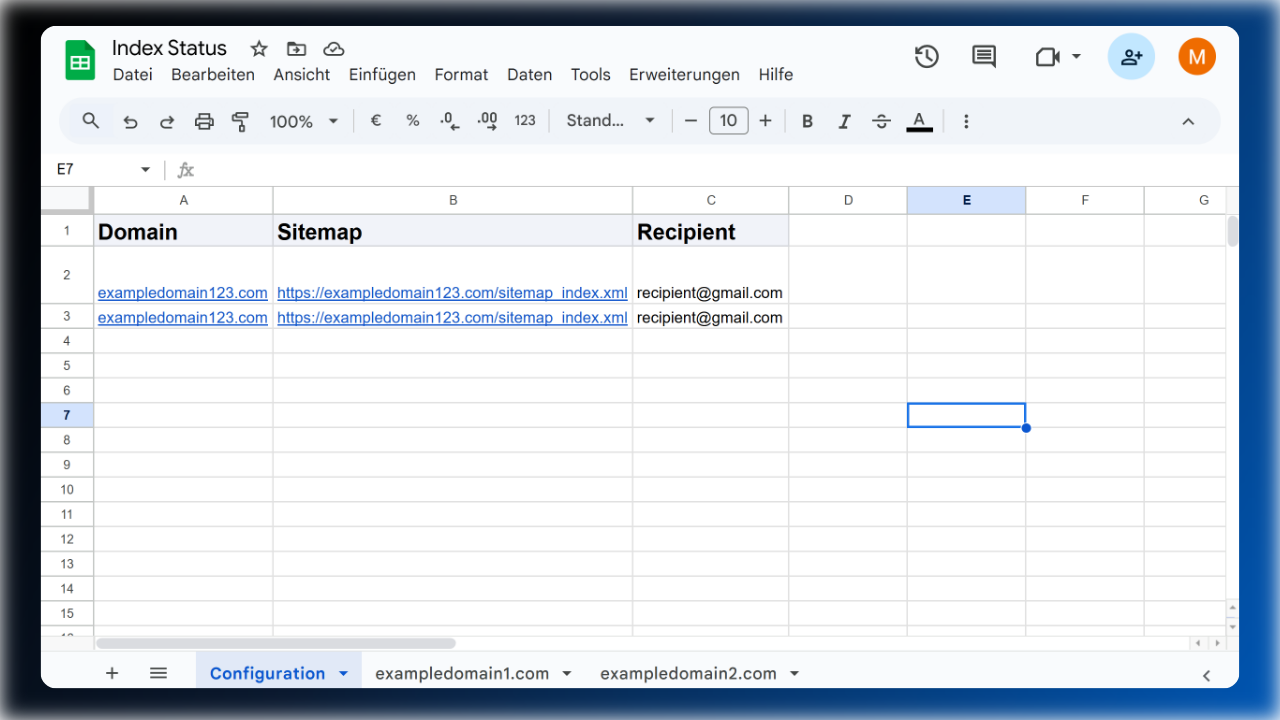 Index Status
Datei Bearbeiten Ansicht Einfügen Format Daten Tools Erweiterungen Hilfe
M
100% € % .0 .00 123 Stand... 10 B I S A
E7 fx
A B C D E F G
1 Domain Sitemap Recipient
2 exampledomain123.com https://exampledomain123.com/sitemap_index.xml recipient@gmail.com
3 exampledomain123.com https://exampledomain123.com/sitemap_index.xml recipient@gmail.com
4
5
6
7
8
9
10
11
12
13
14
15
Configuration exampledomain1.com exampledomain2.com